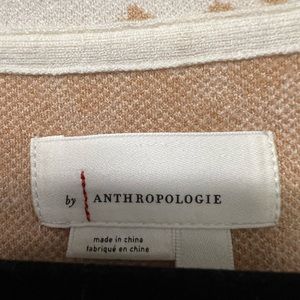 by ANTHROPOLOGIE
made in china
fabriqué en chine